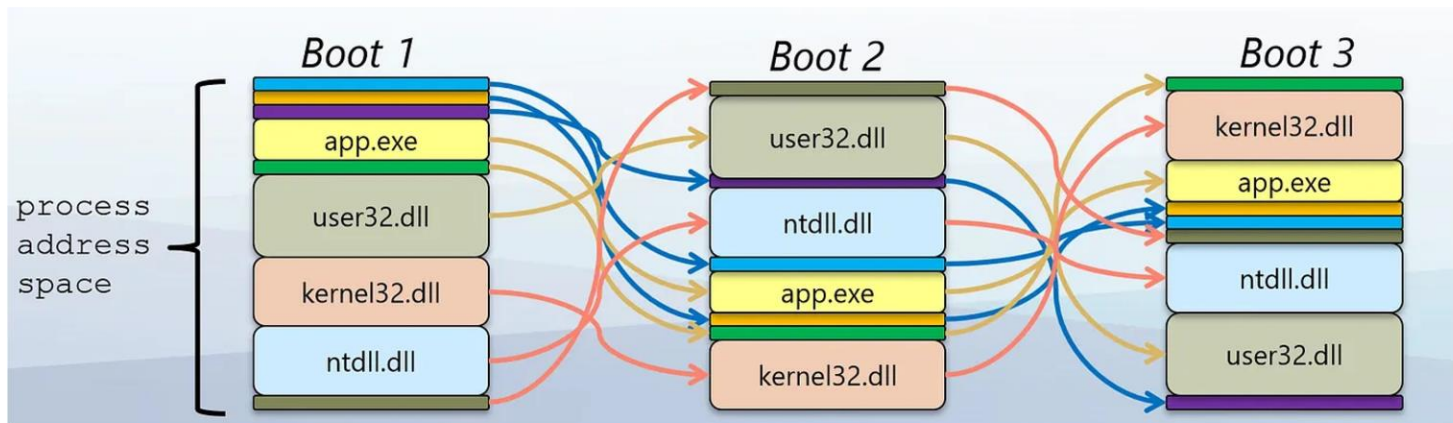 Boot 1
Boot 2
Boot 3
process
address
space
app.exe
user32.dll
kernel32.dll
ntdll.dll
user32.dll
ntdll.dll
app.exe
kernel32.dll
kernel32.dll
app.exe
ntdll.dll
user32.dll